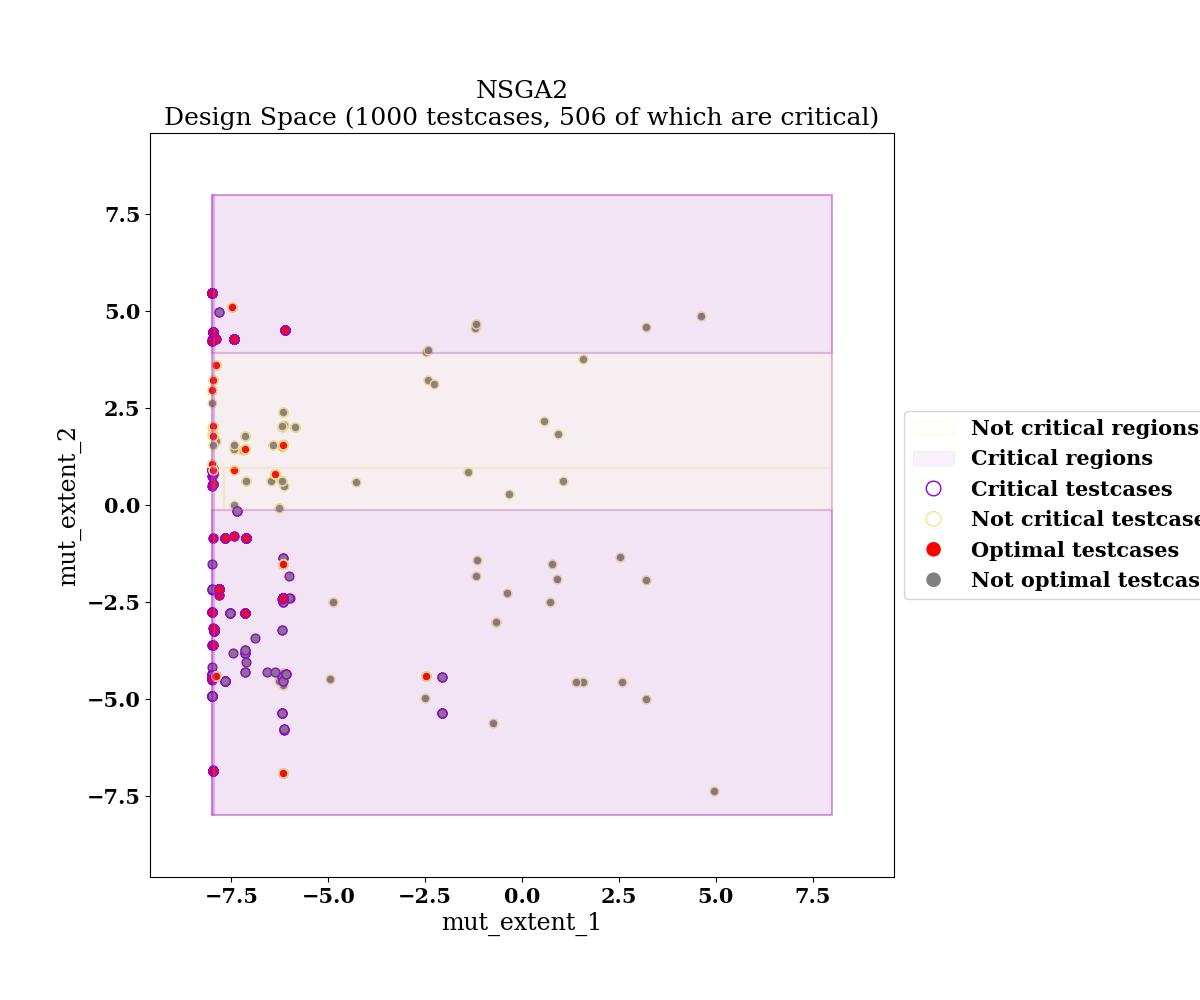 NSGA2
Design Space (1000 testcases, 506 of which are critical)
mut_extent_2
7.5
5.0
2.5
0.0
−2.5
−5.0
−7.5
−7.5
−5.0
−2.5
0.0
2.5
5.0
7.5
mut_extent_1
Not critical regions
Critical regions
Critical testcases
Not critical testcase
Optimal testcases
Not optimal testcas